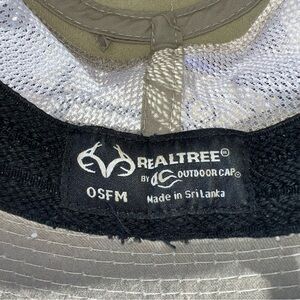 REALTREE®
BY OUTDOOR CAP®
OSFM Made in Sri Lanka